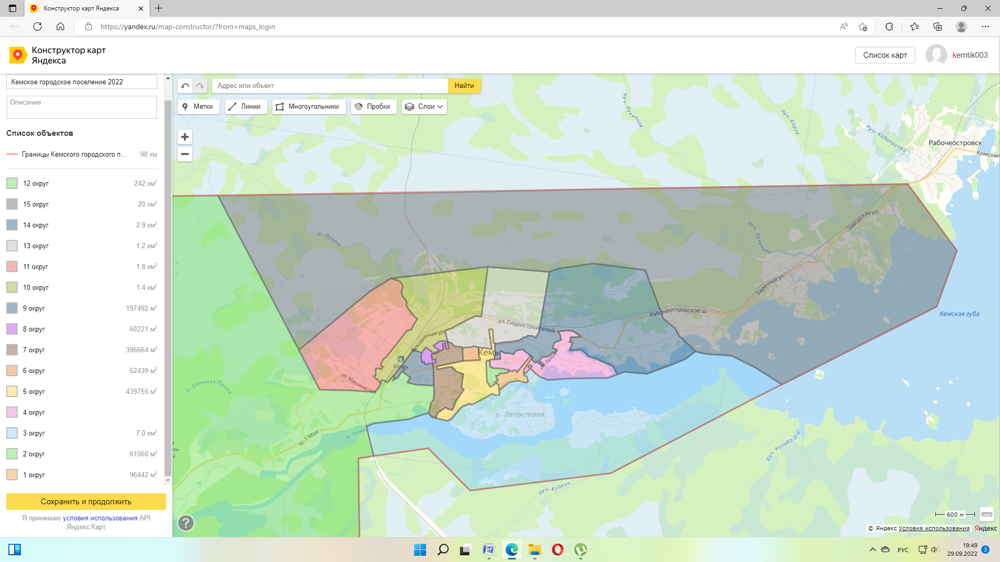 Конструктор карт Яндекса
https://yandex.ru/map-constructor/?from=maps_login
Конструктор карт
Яндекса
Список карт
kemtik003
Кемское городское поселение 2022
Описание
Список объектов
Границы Кемского городского п... 90 км
12 округ 242 км²
15 округ 20 км²
14 округ 2.9 км²
13 округ 1.2 км²
11 округ 1.8 км²
10 округ 1.4 км²
9 округ 197492 м²
8 округ 60221 м²
7 округ 396664 м²
6 округ 52439 м²
5 округ 439755 м²
4 округ
3 округ 7.0 км²
2 округ 61060 м²
1 округ 96442 м²
Сохранить и продолжить
Я принимаю условия использования API
Яндекс.Карт
Адрес или объект
Найти
Метки
Линии
Многоугольники
Пробки
Слои
руч. Лукьянов
руч. Корга
руч. Кедроручей
Рабочеостровск
Комсом
Заводская ул.
р. Пуэта
руч. Лукьянов
Заречная ул.
Рабочеостровское ш.
Кемская губа
ул. Гидростроителей
Вокзальная ул.
Кемь
ул. Ленина
Кемь
ул. Машинистов
р. Большая Пуэта
о. Лепостров
р. Кемь
ш. 1 Мая
мь-
а
руч. Кильбо 2-й
руч. Куйкин
600 м
© Яндекс Условия использования Яндекс
?
РУС
19:49
29.09.2022
3